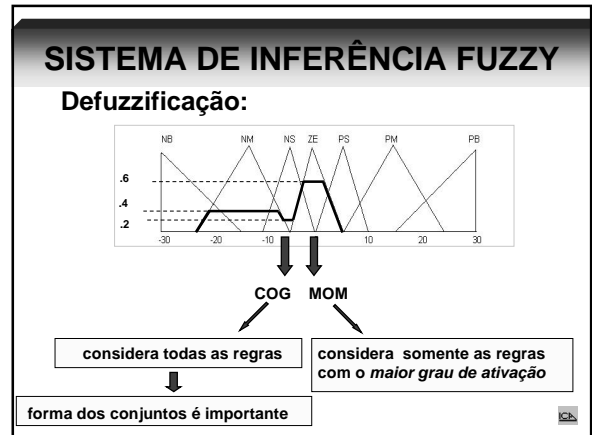 SISTEMA DE INFERÊNCIA FUZZY
Defuzzificação:
NB NM NS ZE PS PM PB
.6
.4
.2
-30 -20 -10 0 10 20 30
COG MOM
considera todas as regras
considera somente as regras
com o maior grau de ativação
forma dos conjuntos é importante
ICA